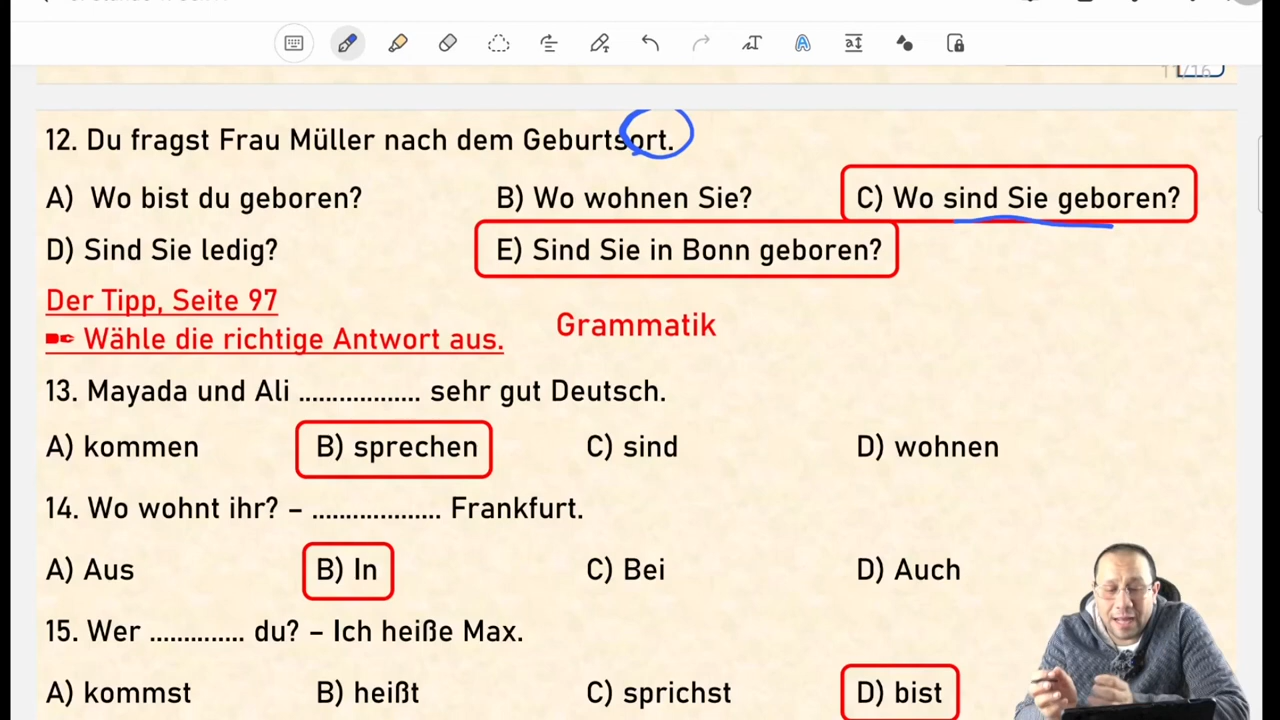 11/16
12. Du fragst Frau Müller nach dem Geburtsort.
A) Wo bist du geboren? B) Wo wohnen Sie? C) Wo sind Sie geboren?
D) Sind Sie ledig? E) Sind Sie in Bonn geboren?
Der Tipp, Seite 97
Wähle die richtige Antwort aus. Grammatik
13. Mayada und Ali .................. sehr gut Deutsch.
A) kommen B) sprechen C) sind D) wohnen
14. Wo wohnt ihr? – ................... Frankfurt.
A) Aus B) In C) Bei D) Auch
15. Wer .............. du? – Ich heiße Max.
A) kommst B) heißt C) sprichst D) bist